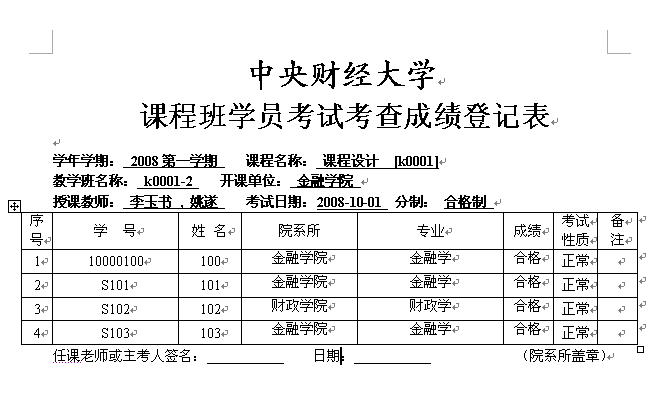 中央财经大学
课程班学员考试考查成绩登记表
学年学期： 2008 第一学期 课程名称： 课程设计 [k0001]
教学班名称： k0001-2 开课单位： 金融学院
授课教师： 李玉书 ，姚遂 考试日期：2008-10-01 分制： 合格制
序号 学 号 姓 名 院系所 专业 成绩 考试性质 备注
1 10000100 100 金融学院 金融学 合格 正常
2 S101 101 金融学院 金融学 合格 正常
3 S102 102 财政学院 财政学 合格 正常
4 S103 103 金融学院 金融学 合格 正常
任课老师或主考人签名： 日期： （院系所盖章）